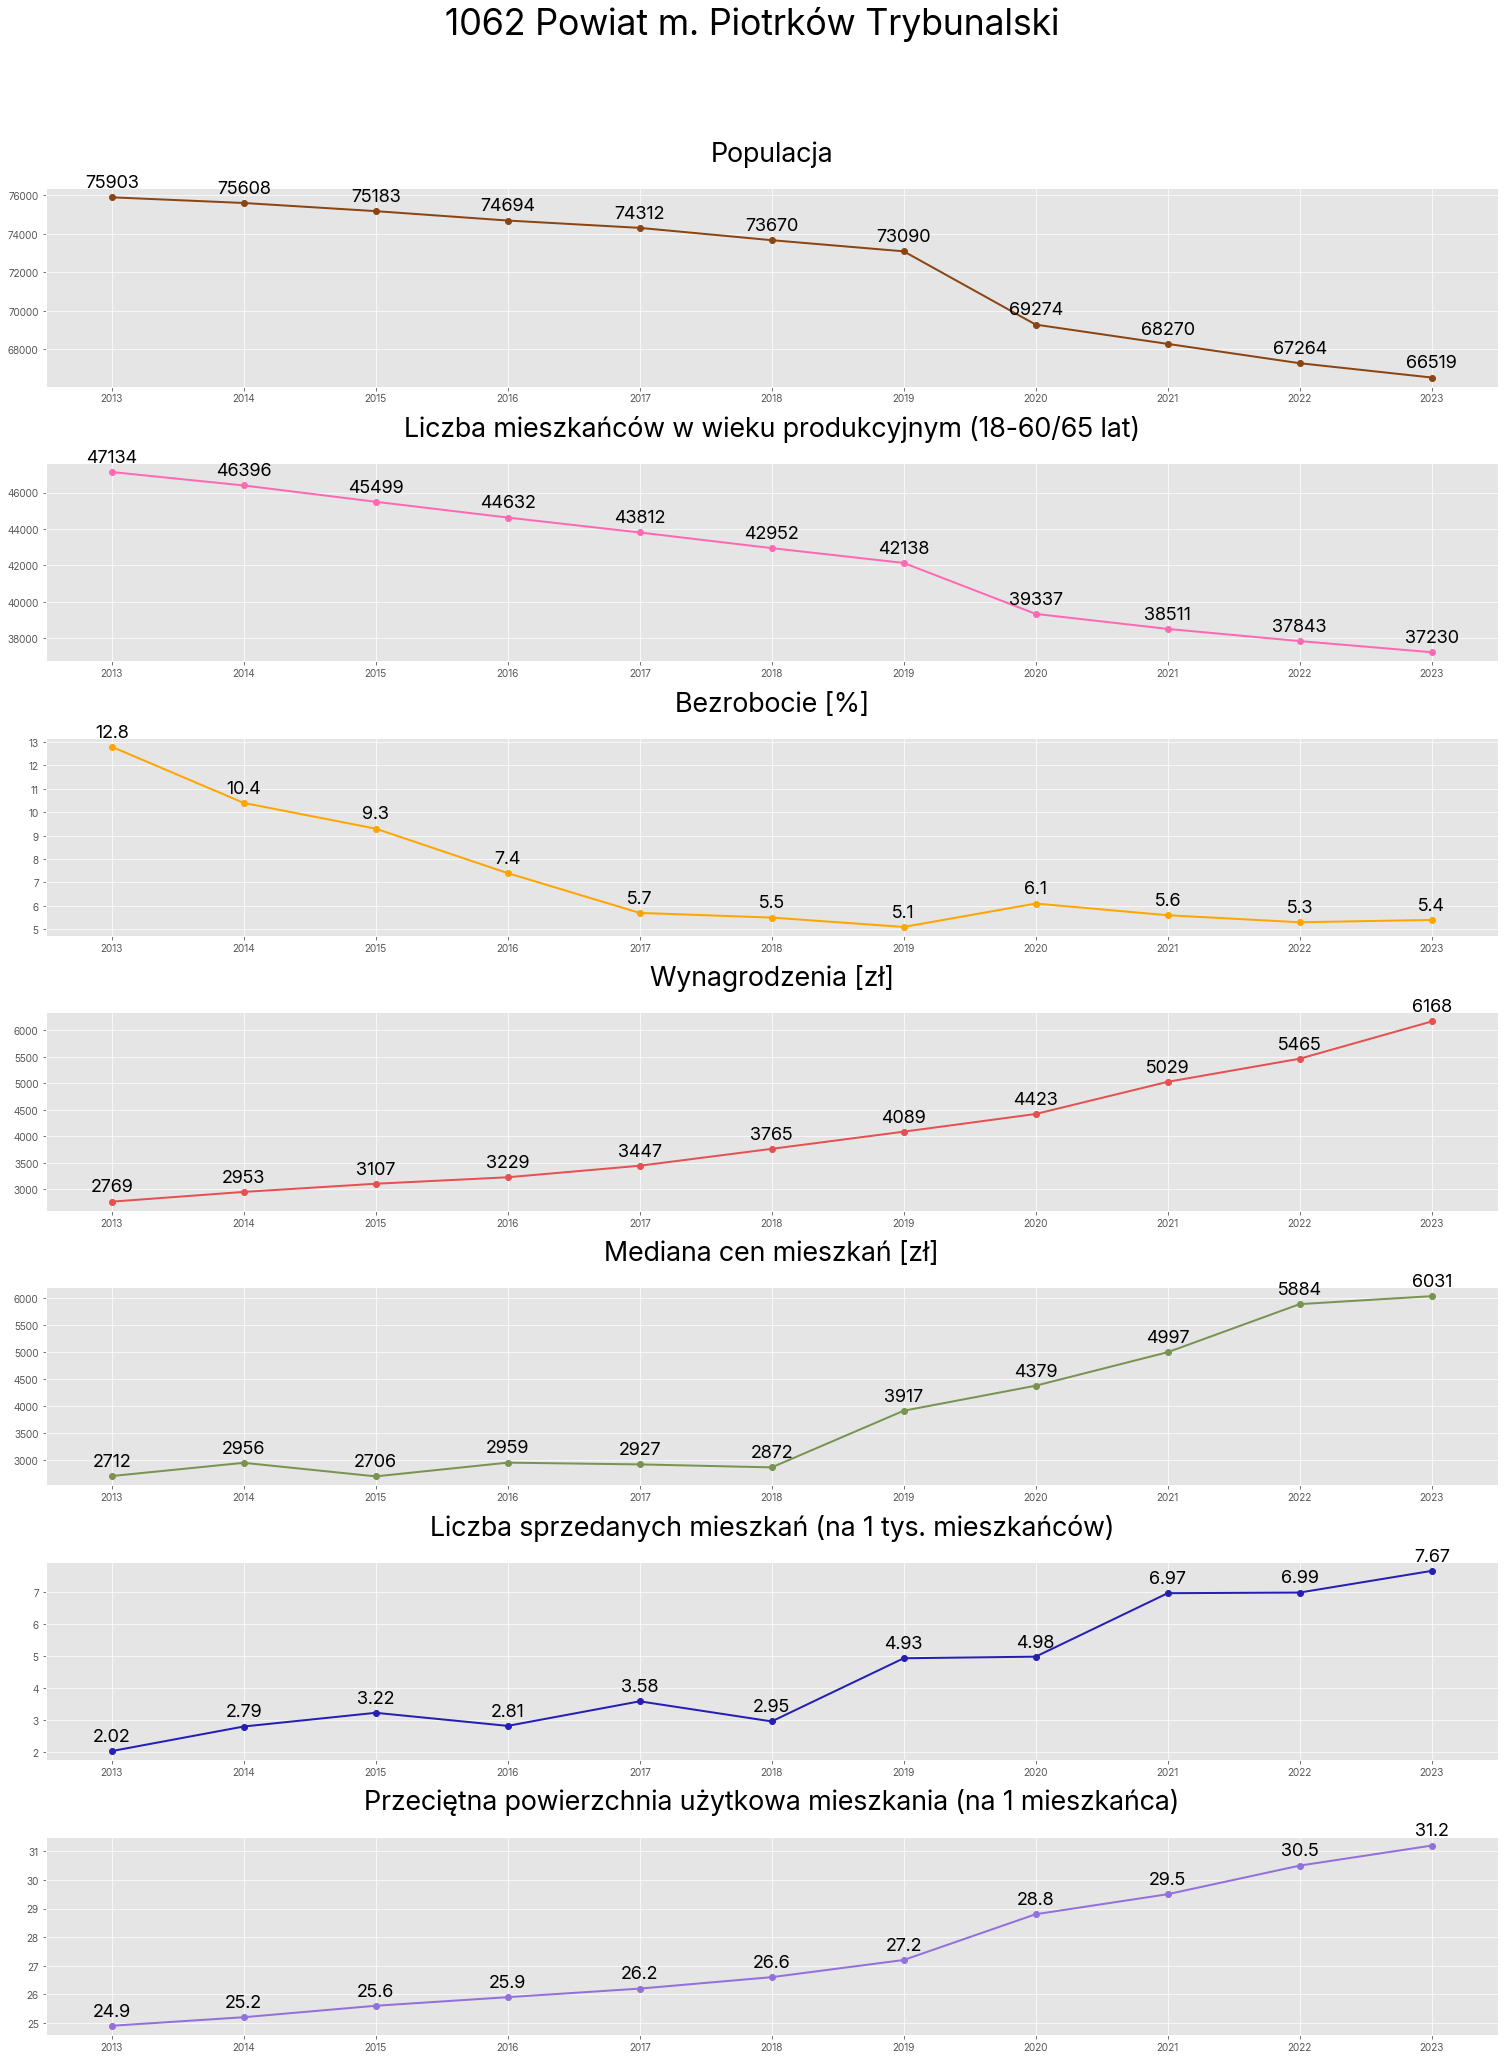 1062 Powiat m. Piotrków Trybunalski
Populacja
75903 75608 75183 74694 74312 73670 73090 69274 68270 67264 66519
76000
74000
72000
70000
68000
2013 2014 2015 2016 2017 2018 2019 2020 2021 2022 2023
Liczba mieszkańców w wieku produkcyjnym (18-60/65 lat)
47134 46396 45499 44632 43812 42952 42138 39337 38511 37843 37230
46000
44000
42000
40000
38000
2013 2014 2015 2016 2017 2018 2019 2020 2021 2022 2023
Bezrobocie [%]
12.8 10.4 9.3 7.4 5.7 5.5 5.1 6.1 5.6 5.3 5.4
13
12
11
10
9
8
7
6
5
2013 2014 2015 2016 2017 2018 2019 2020 2021 2022 2023
Wynagrodzenia [zł]
2769 2953 3107 3229 3447 3765 4089 4423 5029 5465 6168
6000
5500
5000
4500
4000
3500
3000
2013 2014 2015 2016 2017 2018 2019 2020 2021 2022 2023
Mediana cen mieszkań [zł]
2712 2956 2706 2959 2927 2872 3917 4379 4997 5884 6031
6000
5500
5000
4500
4000
3500
3000
2013 2014 2015 2016 2017 2018 2019 2020 2021 2022 2023
Liczba sprzedanych mieszkań (na 1 tys. mieszkańców)
2.02 2.79 3.22 2.81 3.58 2.95 4.93 4.98 6.97 6.99 7.67
7
6
5
4
3
2
2013 2014 2015 2016 2017 2018 2019 2020 2021 2022 2023
Przeciętna powierzchnia użytkowa mieszkania (na 1 mieszkańca)
24.9 25.2 25.6 25.9 26.2 26.6 27.2 28.8 29.5 30.5 31.2
31
30
29
28
27
26
25
2013 2014 2015 2016 2017 2018 2019 2020 2021 2022 2023